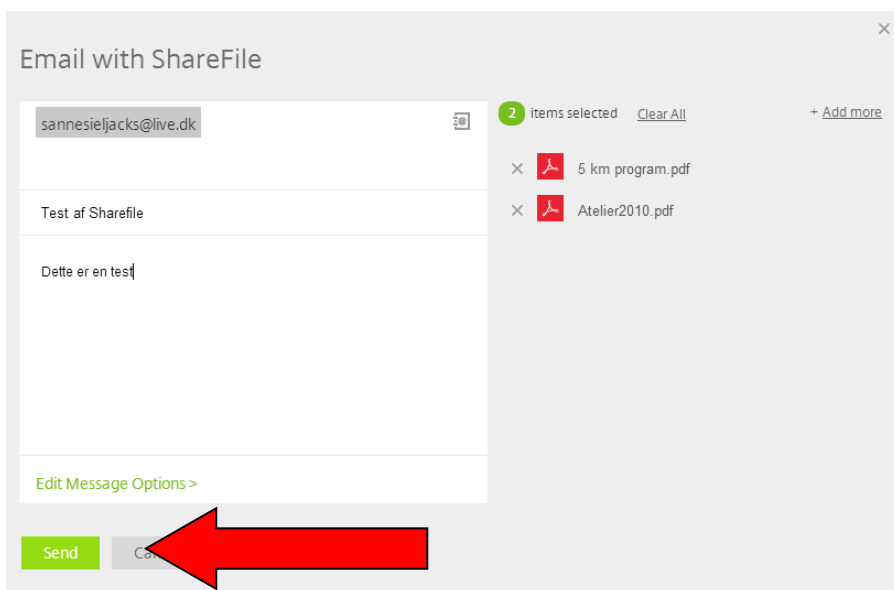 Email with ShareFile
sannesieljacks@live.dk
Test af Sharefile
Dette er en test
Edit Message Options >
Send
2 items selected Clear All + Add more
5 km program.pdf
Atelier2010.pdf